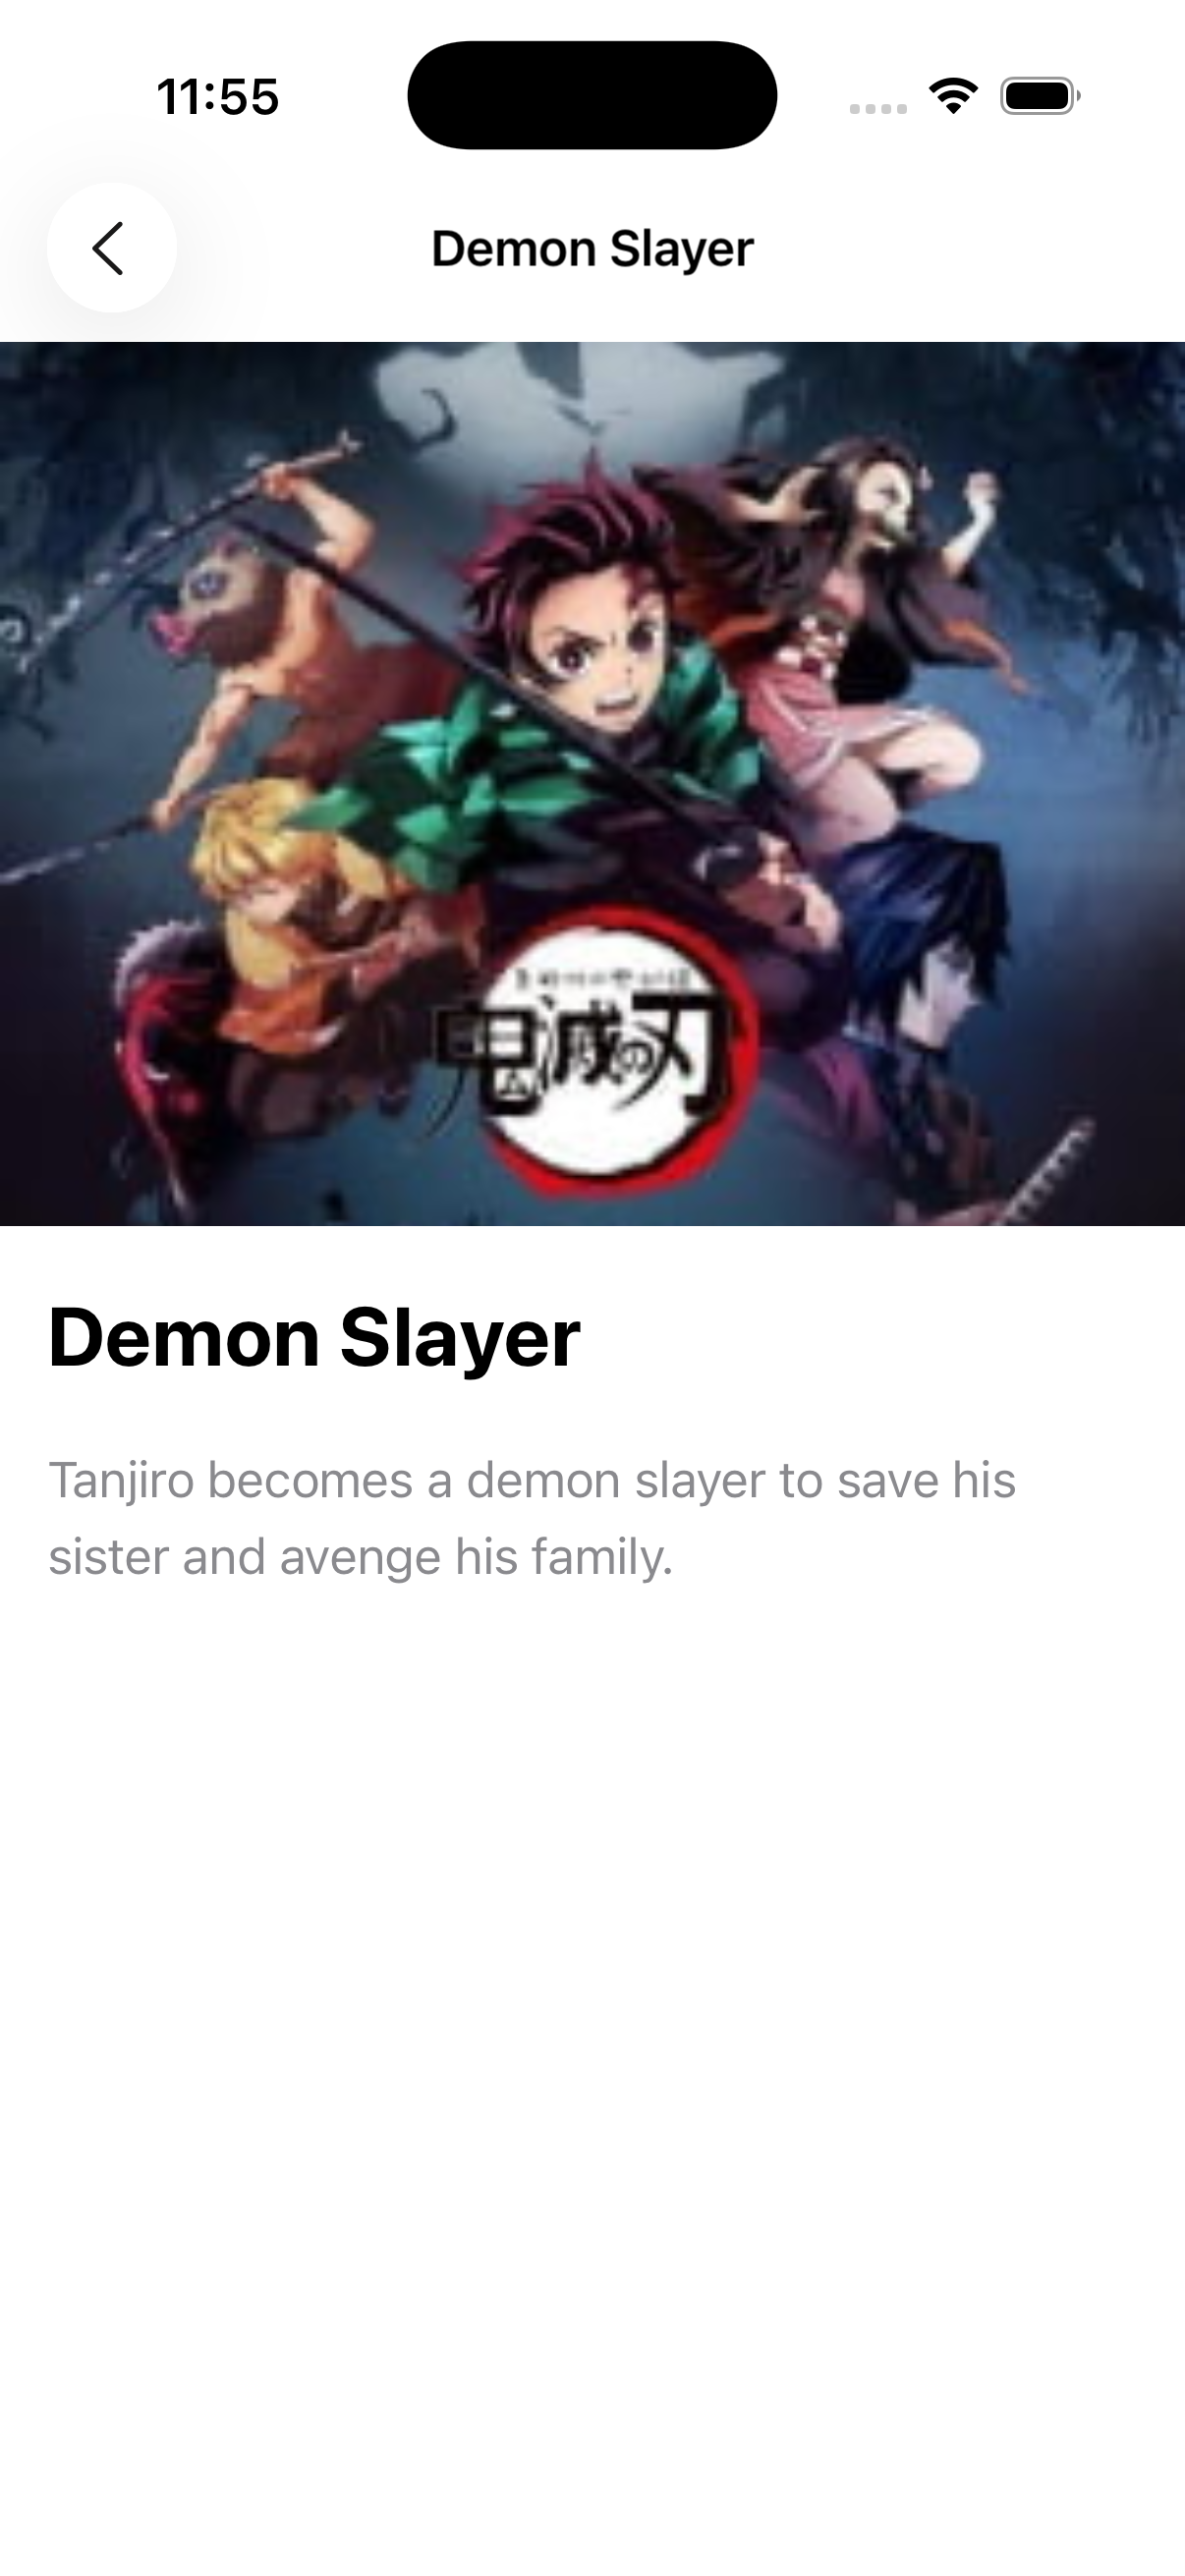 11:55
Demon Slayer
鬼滅の刃
Demon Slayer
Tanjiro becomes a demon slayer to save his
sister and avenge his family.